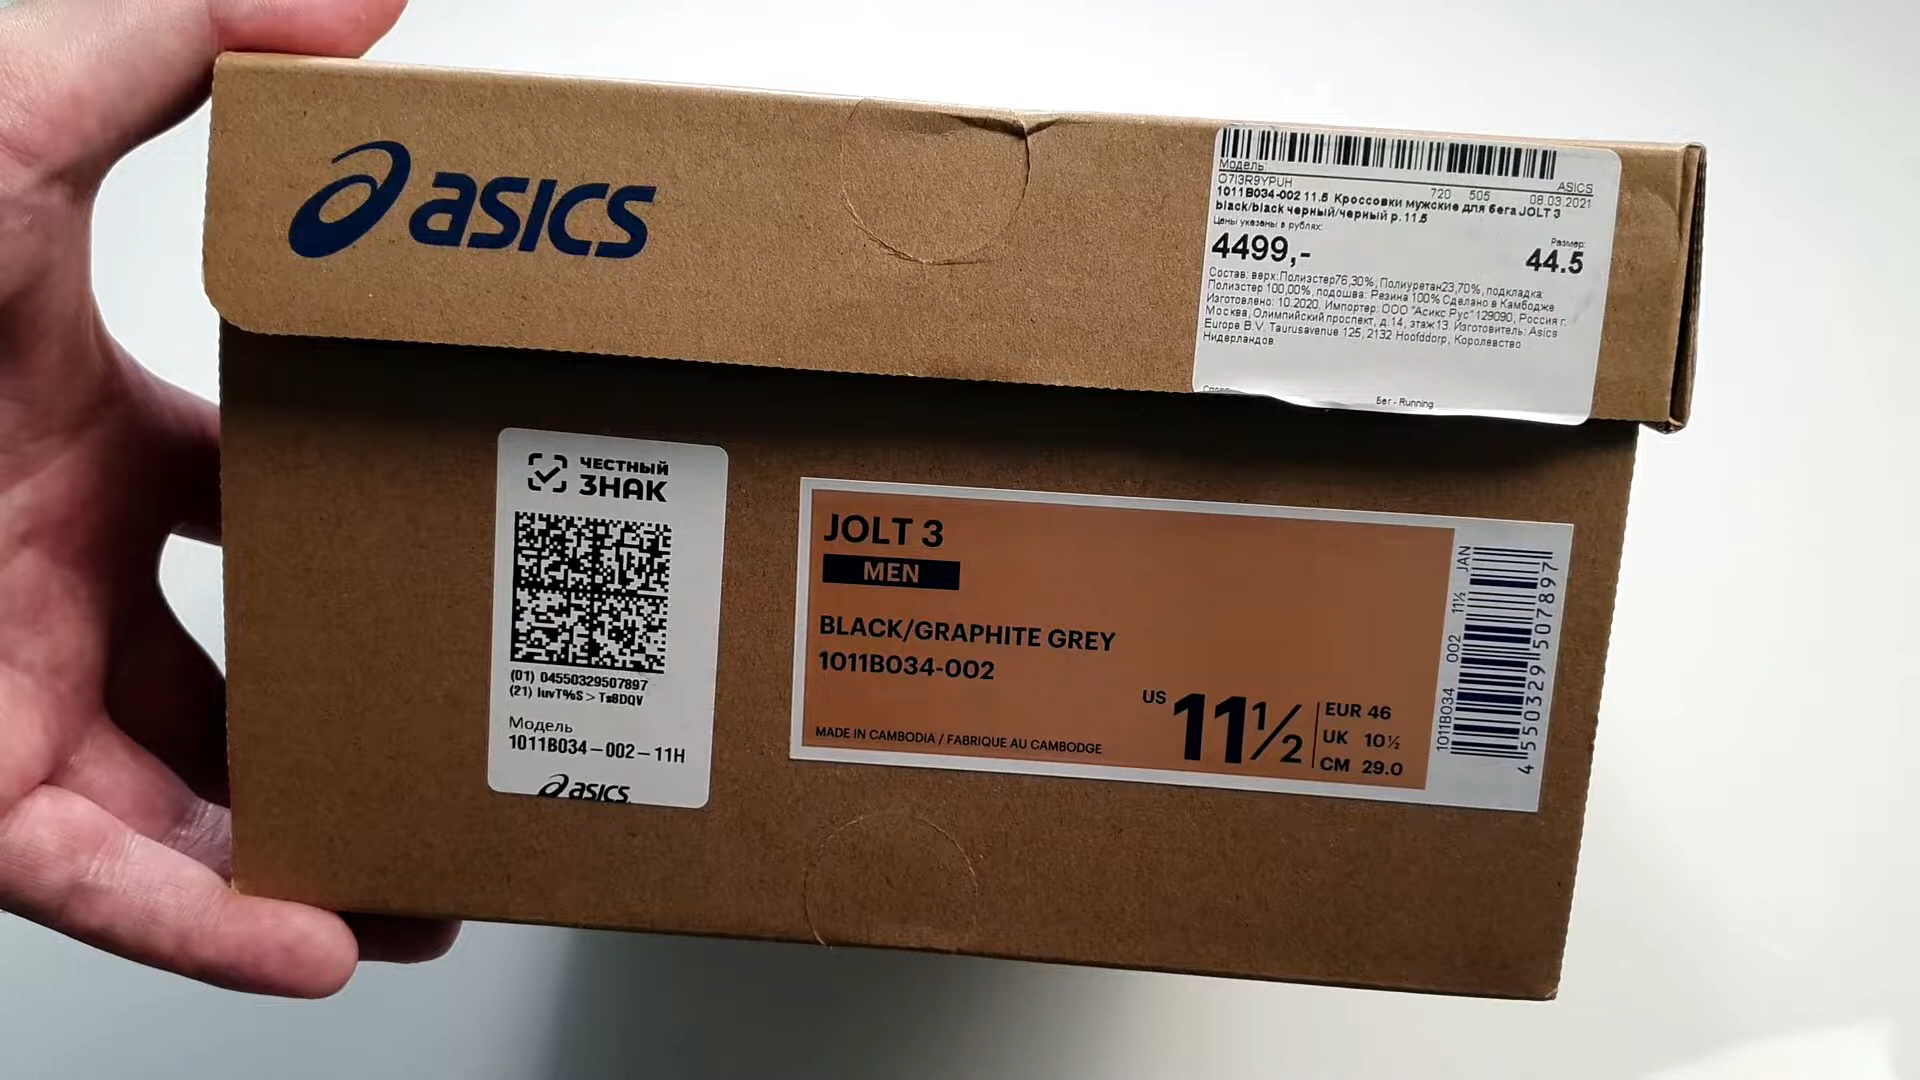 asics
Модель:
O7I3R9YPUH 720 505 ASICS
08.03.2021
1011B034-002 11.5 Кроссовки мужские для бега JOLT 3
black/black черный/черный р.11.5
Цены указаны в рублях:
4499,-
Размер:
44.5
Состав: верх:Полиэстер76,30%, Полиуретан23,70%, подкладка:
Полиэстер 100,00%, подошва: Резина 100% Сделано в Камбодже
Изготовлено: 10.2020. Импортер: ООО "Асикс Рус" 129090, Россия г.
Москва, Олимпийский проспект, д.14, этаж 13. Изготовитель: Asics
Europe B.V. Taurusavenue 125, 2132 Hoofddorp, Королевство
Нидерландов.
Бег - Running
ЧЕСТНЫЙ
ЗНАК
(01) 04550329507897
(21) IuvT%S>Ts8DQV
Модель
1011B034-002-11H
asics
JOLT 3
MEN
BLACK/GRAPHITE GREY
1011B034-002
MADE IN CAMBODIA / FABRIQUE AU CAMBODGE
US 11½
EUR 46
UK 10½
CM 29.0
1011B034 002 11½ JAN
4550329507897